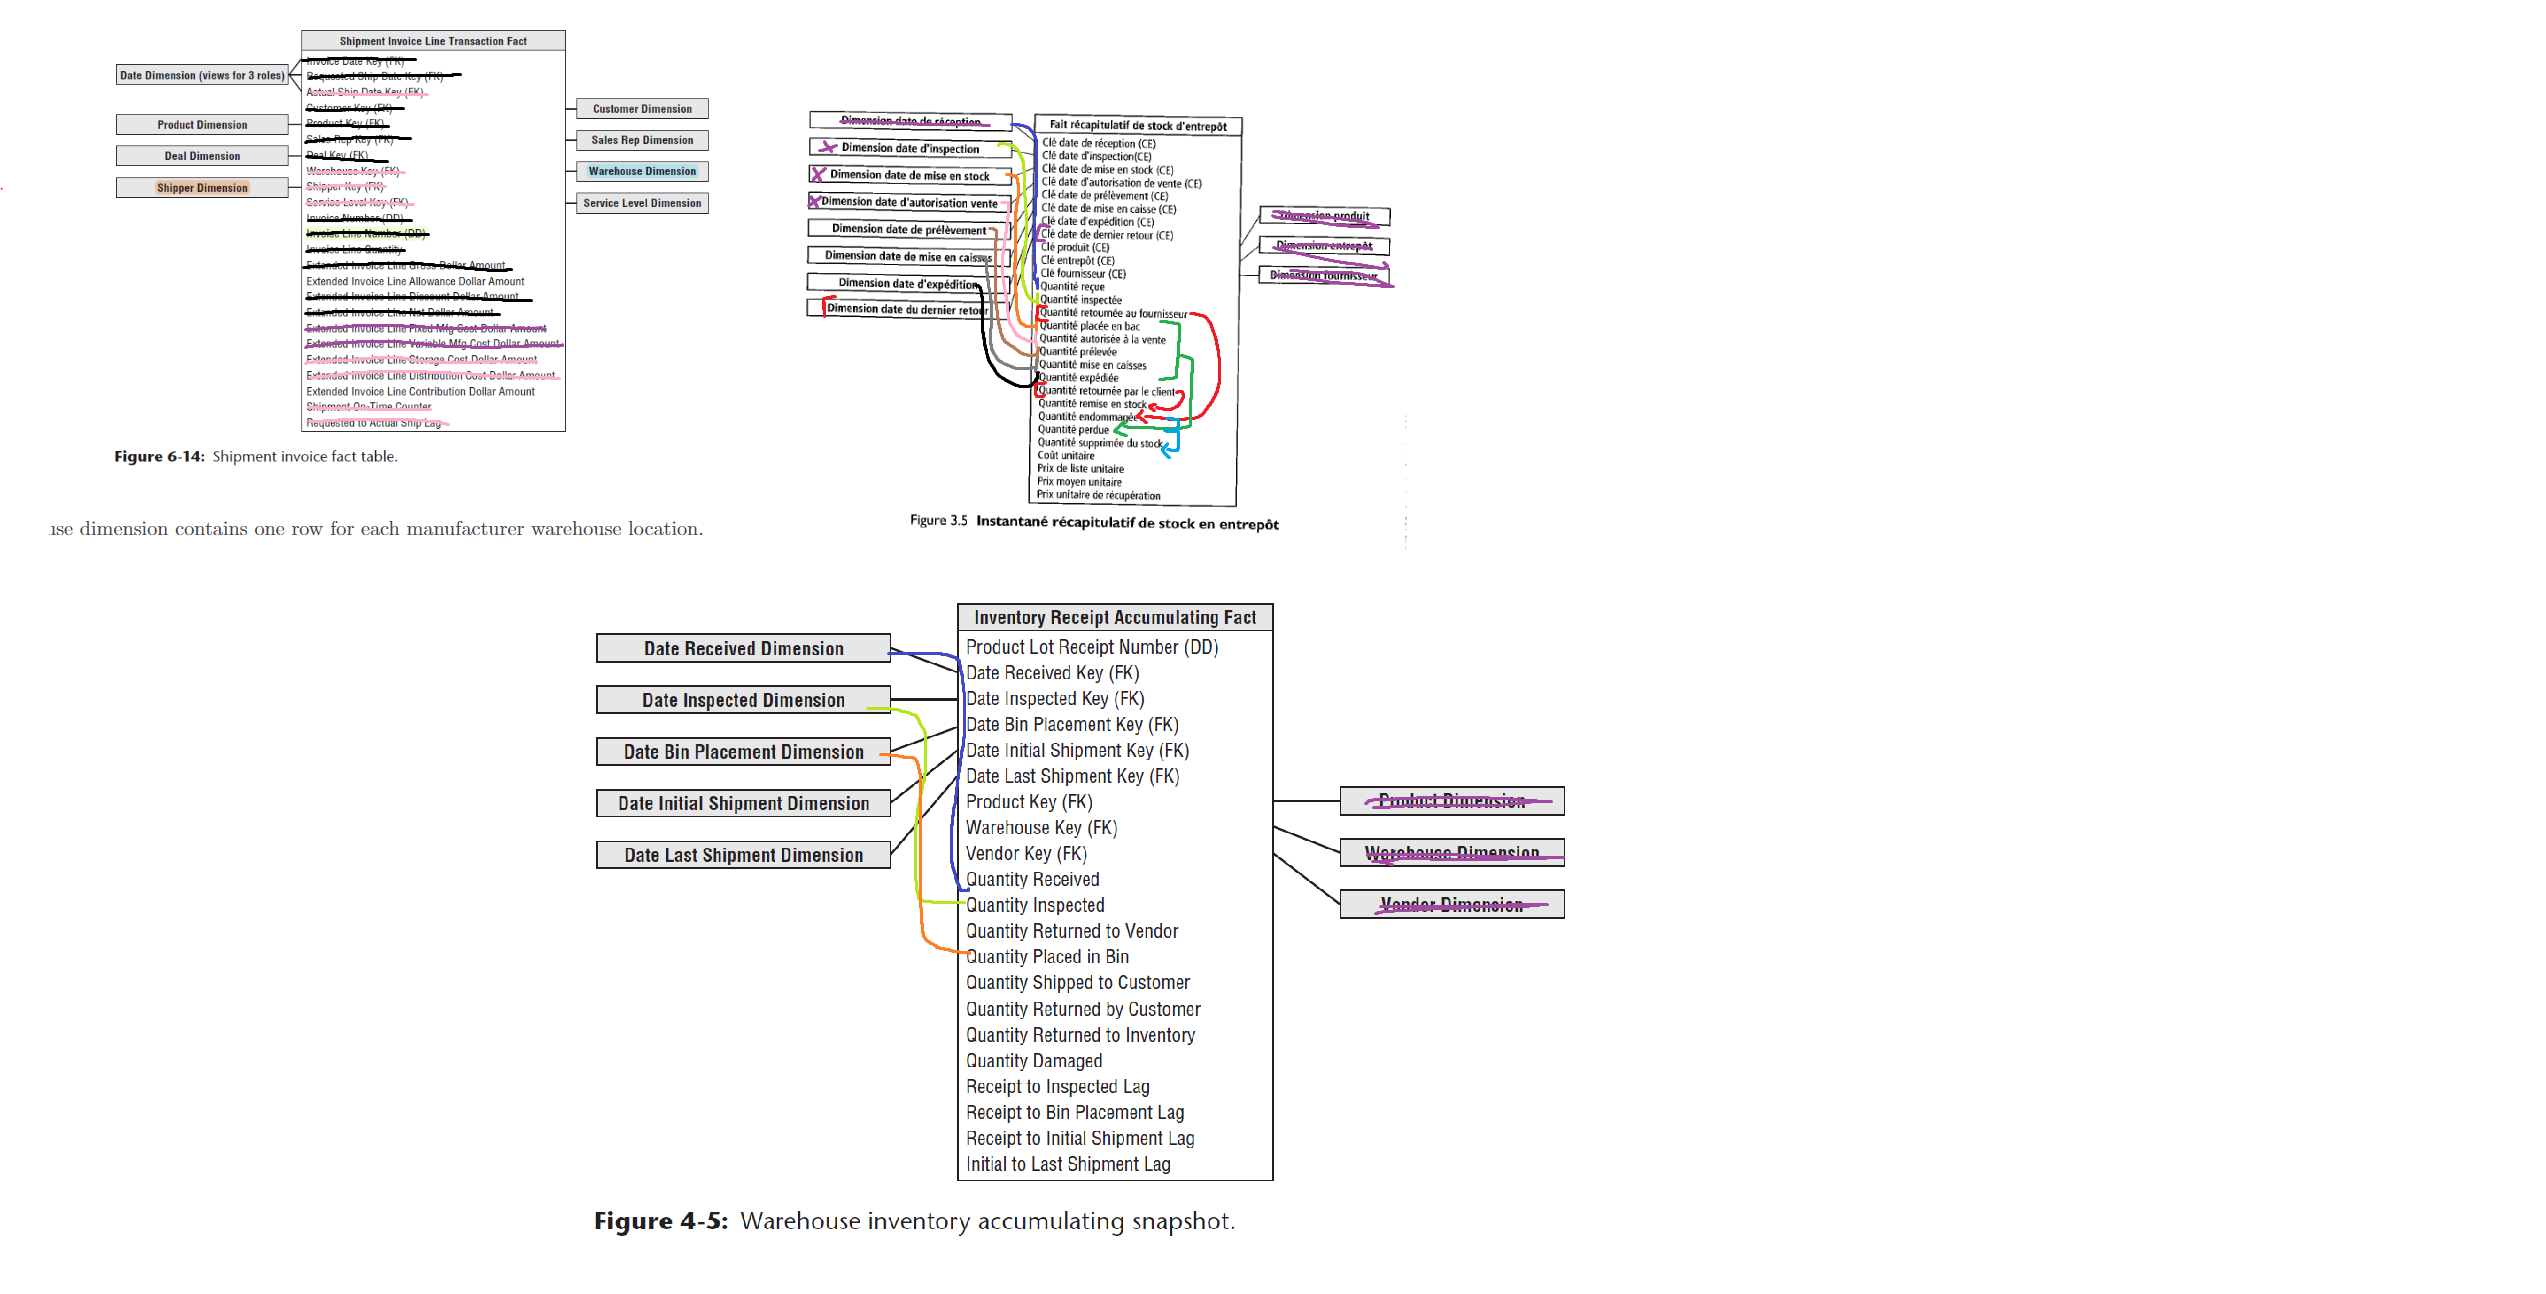 Shipment Invoice Line Transaction Fact
Date Dimension (views for 3 roles)
Product Dimension
Deal Dimension
Shipper Dimension
Invoice Date Key (FK)
Requested Ship Date Key (FK)
Actual Ship Date Key (FK)
Customer Key (FK)
Product Key (FK)
Sales Rep Key (FK)
Deal Key (FK)
Warehouse Key (FK)
Shipper Key (FK)
Service Level Key (FK)
Invoice Number (DD)
Invoice Line Number (DD)
Invoice Line Quantity
Extended Invoice Line Gross Dollar Amount
Extended Invoice Line Allowance Dollar Amount
Extended Invoice Line Discount Dollar Amount
Extended Invoice Line Net Dollar Amount
Extended Invoice Line Fixed Mfg Cost Dollar Amount
Extended Invoice Line Variable Mfg Cost Dollar Amount
Extended Invoice Line Storage Cost Dollar Amount
Extended Invoice Line Distribution Cost Dollar Amount
Extended Invoice Line Contribution Dollar Amount
Shipment On-Time Counter
Requested to Actual Ship Lag
Customer Dimension
Sales Rep Dimension
Warehouse Dimension
Service Level Dimension
Figure 6-14: Shipment invoice fact table.
use dimension contains one row for each manufacturer warehouse location.
Dimension date de réception
Dimension date d'inspection
Dimension date de mise en stock
Dimension date d'autorisation vente
Dimension date de prélèvement
Dimension date de mise en caisses
Dimension date d'expédition
Dimension date du dernier retour
Fait récapitulatif de stock d'entrepôt
Clé date de réception (CE)
Clé date d'inspection(CE)
Clé date de mise en stock (CE)
Clé date d'autorisation de vente (CE)
Clé date de prélèvement (CE)
Clé date de mise en caisse (CE)
Clé date d'expédition (CE)
Clé date de dernier retour (CE)
Clé produit (CE)
Clé entrepôt (CE)
Clé fournisseur (CE)
Quantité reçue
Quantité inspectée
Quantité retournée au fournisseur
Quantité placée en bac
Quantité autorisée à la vente
Quantité prélevée
Quantité mise en caisses
Quantité expédiée
Quantité retournée par le client
Quantité remise en stock
Quantité endommagée
Quantité perdue
Quantité supprimée du stock
Coût unitaire
Prix de liste unitaire
Prix moyen unitaire
Prix unitaire de récupération
Dimension produit
Dimension entrepôt
Dimension fournisseur
Figure 3.5 Instantané récapitulatif de stock en entrepôt
Inventory Receipt Accumulating Fact
Date Received Dimension
Date Inspected Dimension
Date Bin Placement Dimension
Date Initial Shipment Dimension
Date Last Shipment Dimension
Product Lot Receipt Number (DD)
Date Received Key (FK)
Date Inspected Key (FK)
Date Bin Placement Key (FK)
Date Initial Shipment Key (FK)
Date Last Shipment Key (FK)
Product Key (FK)
Warehouse Key (FK)
Vendor Key (FK)
Quantity Received
Quantity Inspected
Quantity Returned to Vendor
Quantity Placed in Bin
Quantity Shipped to Customer
Quantity Returned by Customer
Quantity Returned to Inventory
Quantity Damaged
Receipt to Inspected Lag
Receipt to Bin Placement Lag
Receipt to Initial Shipment Lag
Initial to Last Shipment Lag
Product Dimension
Warehouse Dimension
Vendor Dimension
Figure 4-5: Warehouse inventory accumulating snapshot.